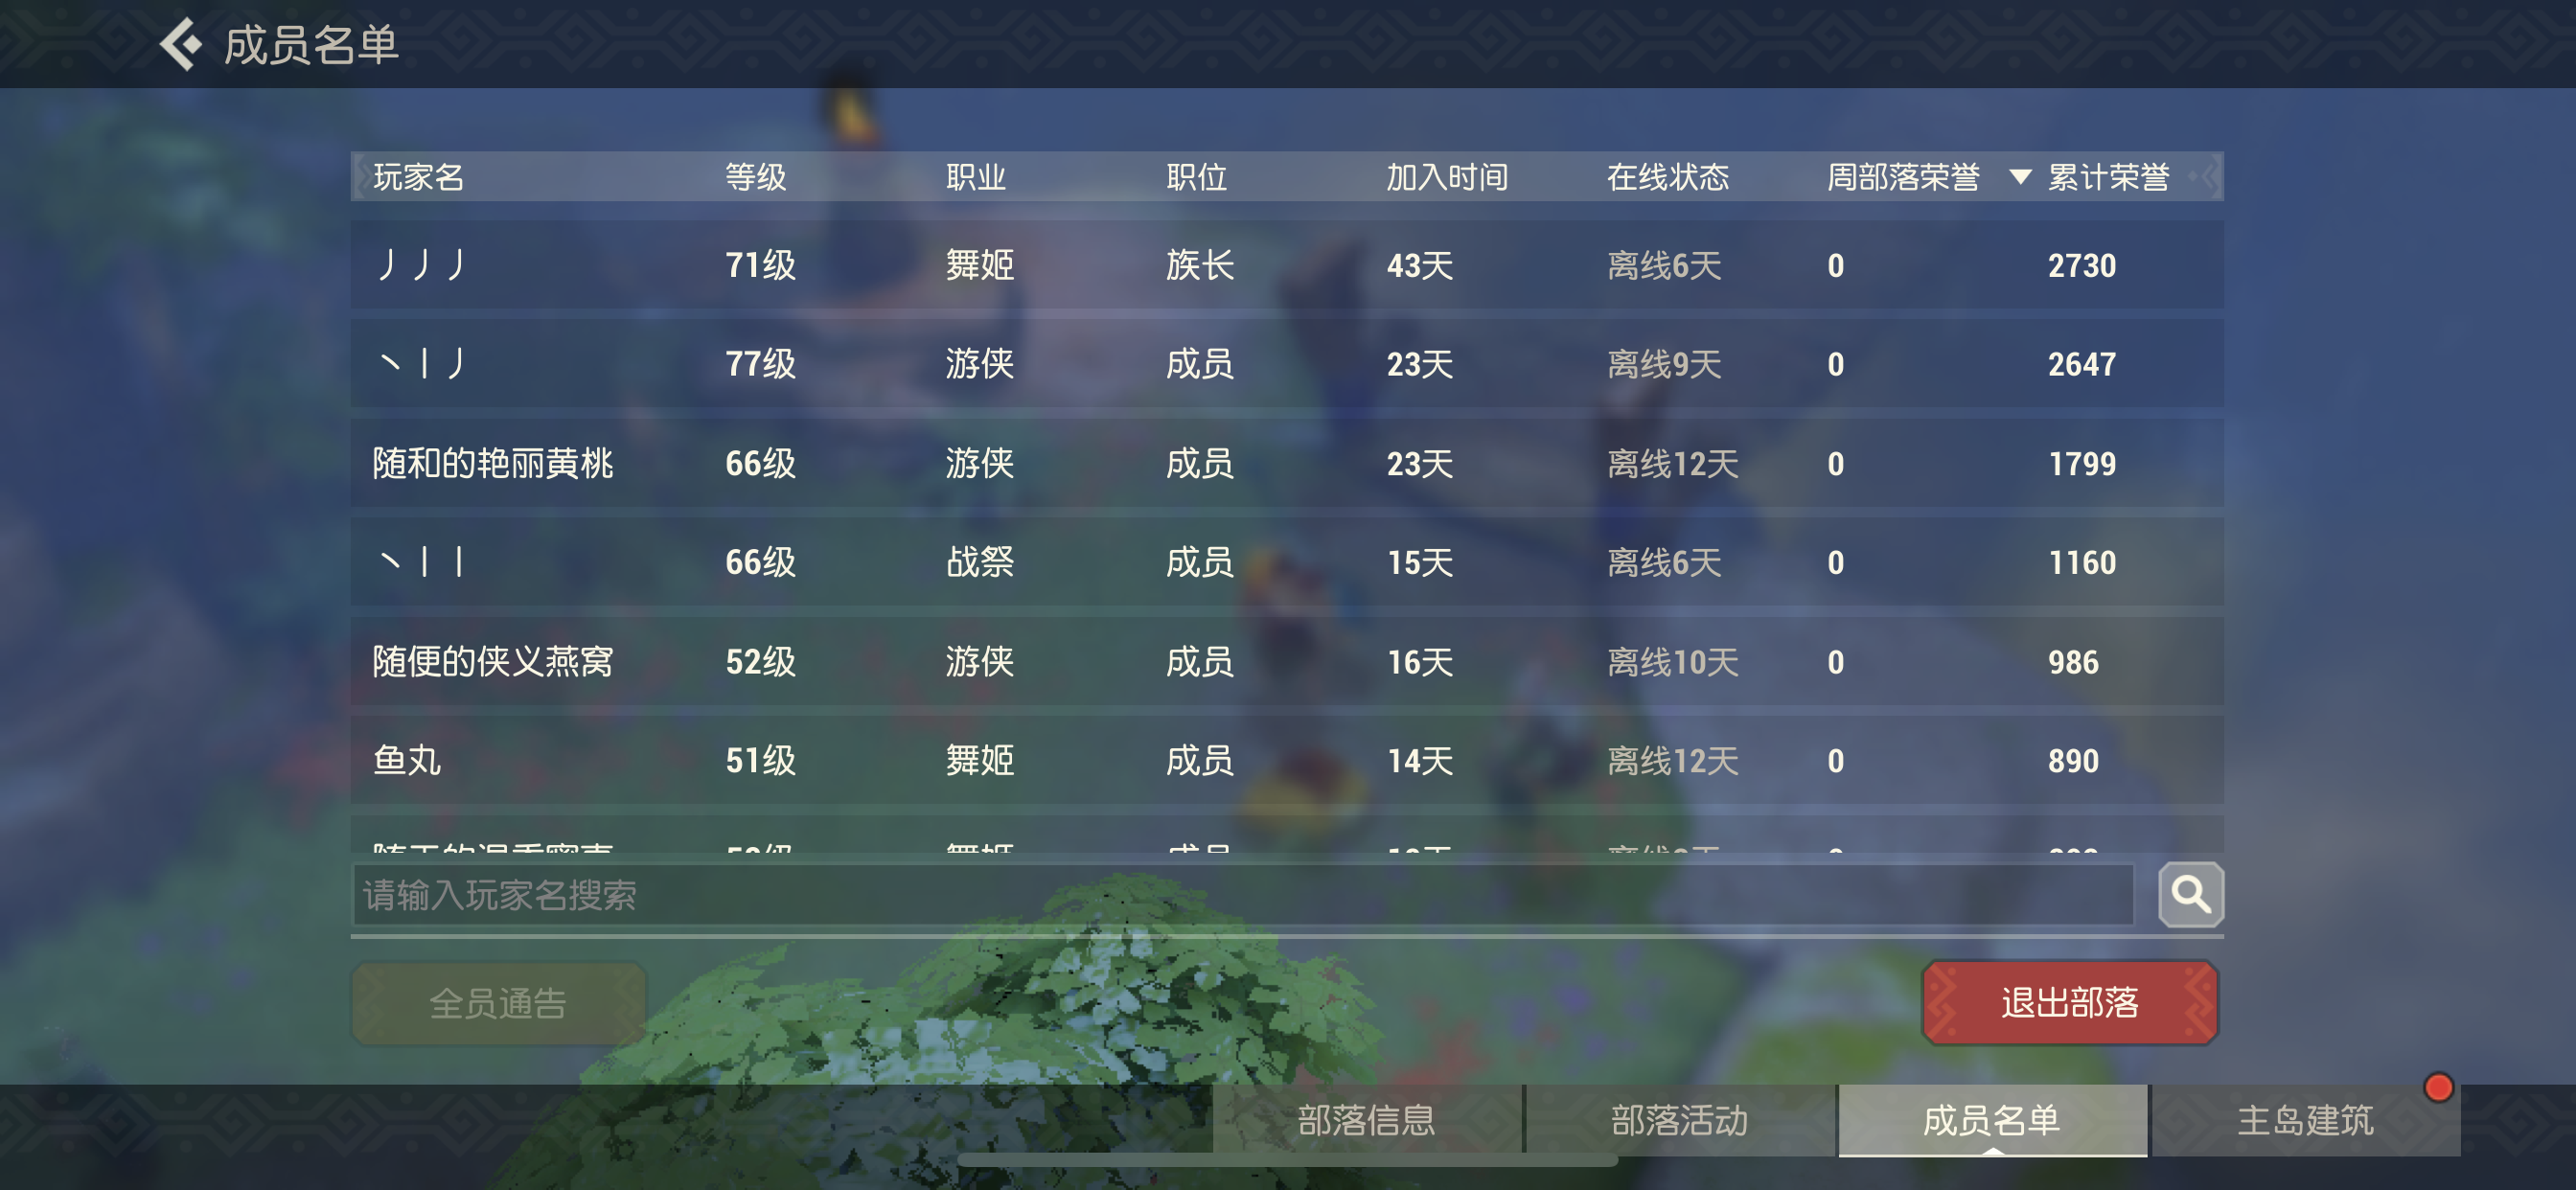 成员名单
玩家名 等级 职业 职位 加入时间 在线状态 周部落荣誉 累计荣誉
丿丿丿 71级 舞姬 族长 43天 离线6天 0 2730
丶丨丿 77级 游侠 成员 23天 离线9天 0 2647
随和的艳丽黄桃 66级 游侠 成员 23天 离线12天 0 1799
丶丨丨 66级 战祭 成员 15天 离线6天 0 1160
随便的侠义燕窝 52级 游侠 成员 16天 离线10天 0 986
鱼丸 51级 舞姬 成员 14天 离线12天 0 890
请输入玩家名搜索
全员通告 退出部落
部落信息 部落活动 成员名单 主岛建筑